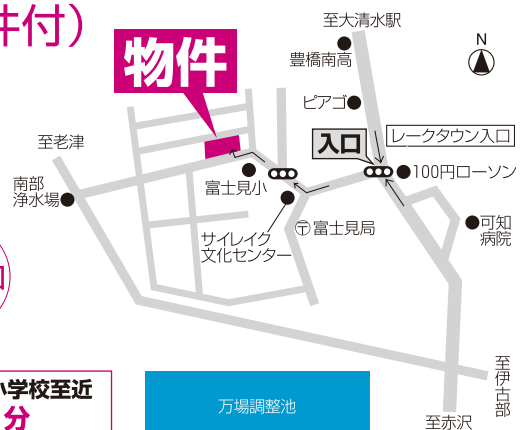 件付）
至大清水駅
N
豊橋南高
物件
ピアゴ
レークタウン入口
入口
至老津
100円ローソン
富士見小
南部
浄水場
〒富士見局
可知
病院
サイレイク
文化センター
小学校至近
分
万場調整池
至伊古部
至赤沢